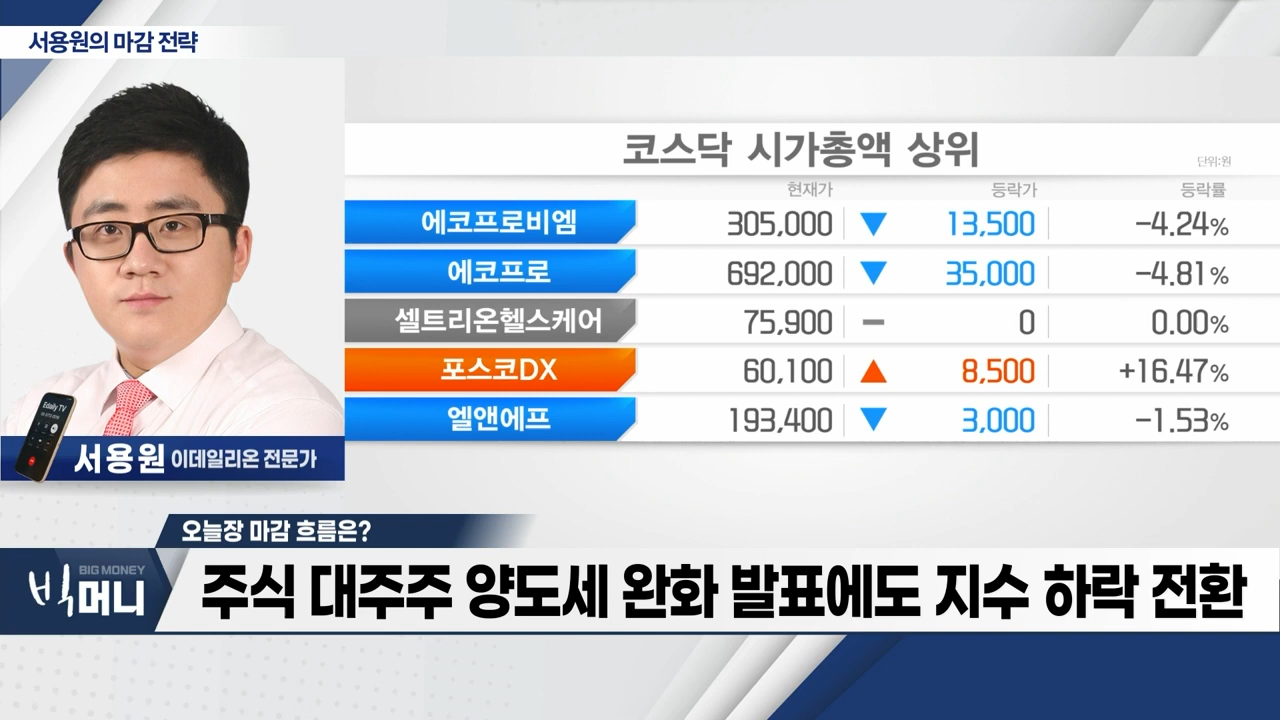 서용원의 마감 전략
코스닥 시가총액 상위
단위:원
현재가 등락가 등락률
에코프로비엠 305,000 ▼ 13,500 -4.24%
에코프로 692,000 ▼ 35,000 -4.81%
셀트리온헬스케어 75,900 - 0 0.00%
포스코DX 60,100 ▲ 8,500 +16.47%
엘앤에프 193,400 ▼ 3,000 -1.53%
Edaily TV
서용원 이데일리온 전문가
오늘장 마감 흐름은?
BIG MONEY
빅머니
주식 대주주 양도세 완화 발표에도 지수 하락 전환